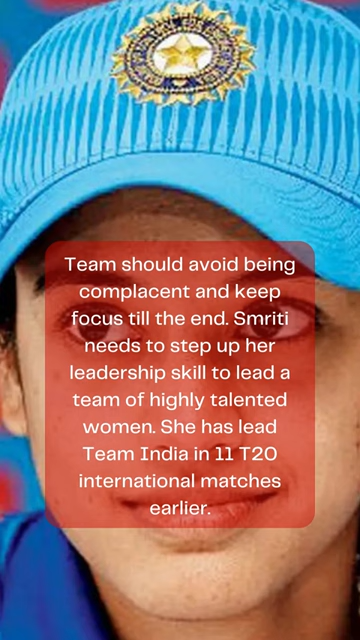 Team should avoid being
complacent and keep
focus till the end. Smriti
needs to step up her
leadership skill to lead a
team of highly talented
women. She has lead
Team India in 11 T20
international matches
earlier.